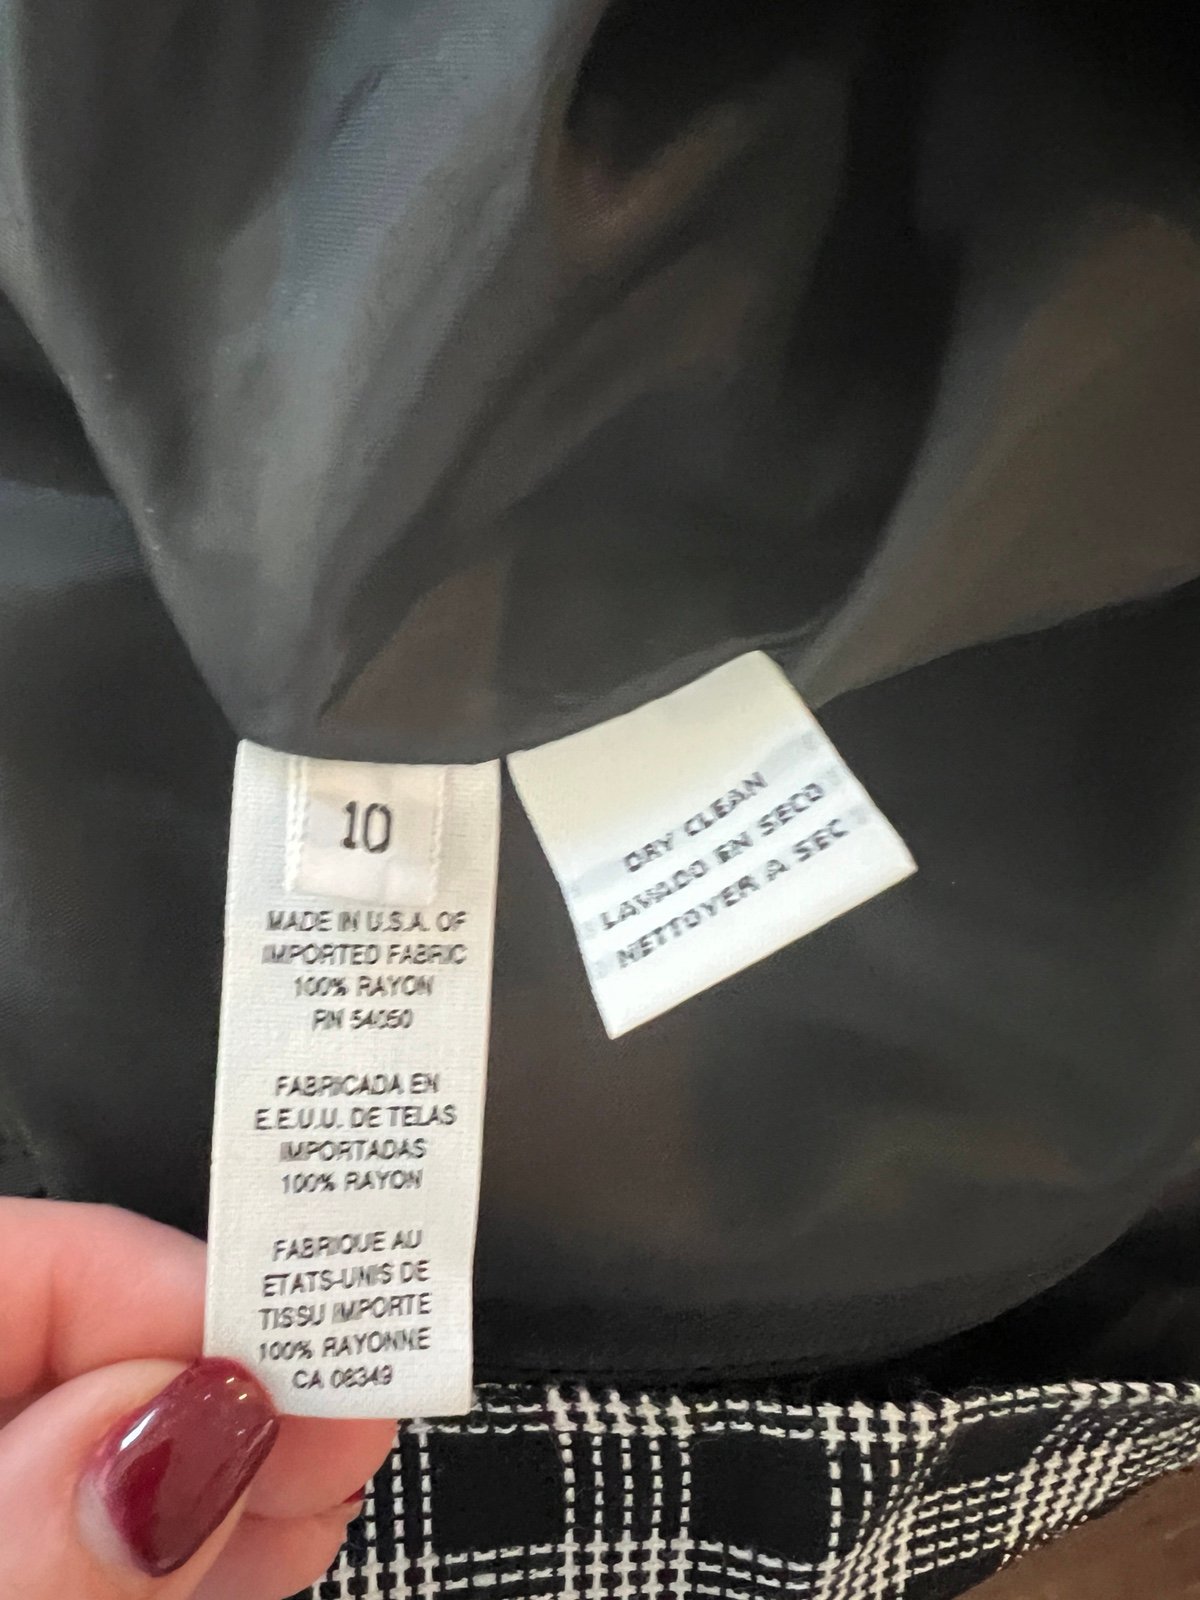 10
MADE IN U.S.A. OF
IMPORTED FABRIC
100% RAYON
RN 54050
FABRICADA EN
E.E.U.U. DE TELAS
IMPORTADAS
100% RAYON
FABRIQUE AU
ETATS-UNIS DE
TISSU IMPORTE
100% RAYONNE
CA 08349
DRY CLEAN
LAVADO EN SECO
NETTOYER A SEC